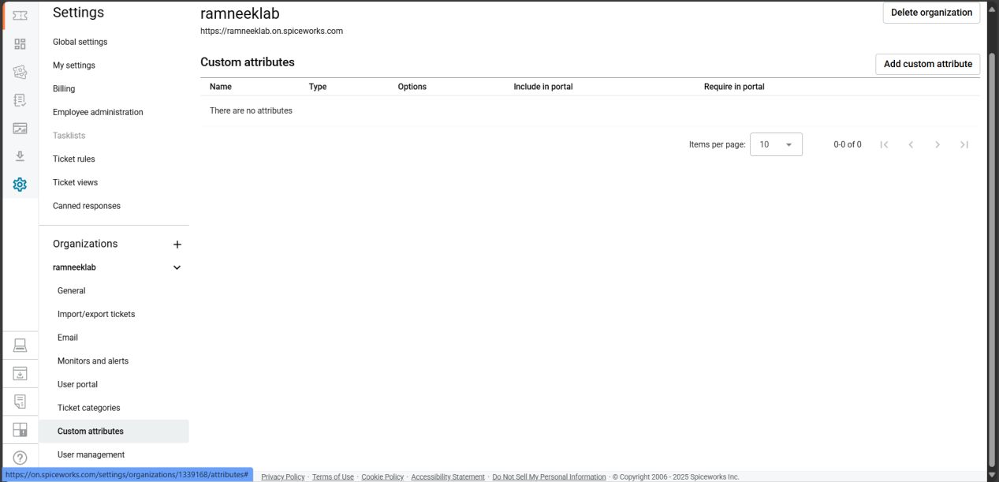 Settings
Global settings
My settings
Billing
Employee administration
Tasklists
Ticket rules
Ticket views
Canned responses
Organizations
ramneeklab
General
Import/export tickets
Email
Monitors and alerts
User portal
Ticket categories
Custom attributes
User management
ramneeklab
Delete organization
https://ramneeklab.on.spiceworks.com
Custom attributes
Add custom attribute
Name Type Options Include in portal Require in portal
There are no attributes
Items per page: 10 0-0 of 0
https://on.spiceworks.com/settings/organizations/1339168/attributes#
Privacy Policy · Terms of Use · Cookie Policy · Accessibility Statement · Do Not Sell My Personal Information · © Copyright 2006 - 2025 Spiceworks Inc.